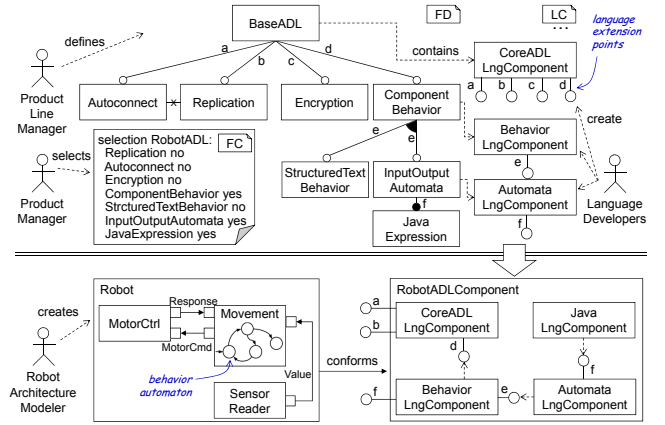 BaseADL
FD
LC
...
language
extension
points
defines
a
b
c
d
contains
CoreADL
LngComponent
a
b
c
d
Product
Line
Manager
Autoconnect
x
Replication
Encryption
Component
Behavior
create
e
e
Behavior
LngComponent
e
selection RobotADL:
FC
Replication no
Autoconnect no
Encryption no
ComponentBehavior yes
StrcturedTextBehavior no
InputOutputAutomata yes
JavaExpression yes
selects
Product
Manager
StructuredText
Behavior
InputOutput
Automata
f
Java
Expression
Automata
LngComponent
f
Language
Developers
creates
Robot
Architecture
Modeler
Robot
MotorCtrl
Response
Movement
MotorCmd
behavior
automaton
Value
Sensor
Reader
conforms
RobotADLComponent
a
b
f
CoreADL
LngComponent
d
Java
LngComponent
f
Behavior
LngComponent
e
Automata
LngComponent